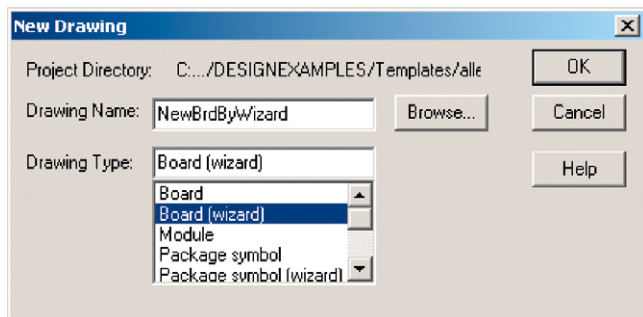 New Drawing
Project Directory: C:.../DESIGNEXAMPLES/Templates/alle
OK
Drawing Name: NewBrdByWizard Browse... Cancel
Drawing Type: Board (wizard) Help
Board
Board (wizard)
Module
Package symbol
Package symbol (wizard)